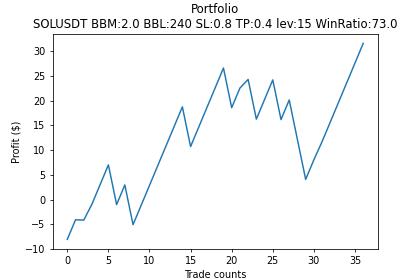 Portfolio
SOLUSDT BBM:2.0 BBL:240 SL:0.8 TP:0.4 lev:15 WinRatio:73.0
30
25
20
15
10
5
0
−5
−10
Profit ($)
0 5 10 15 20 25 30 35
Trade counts